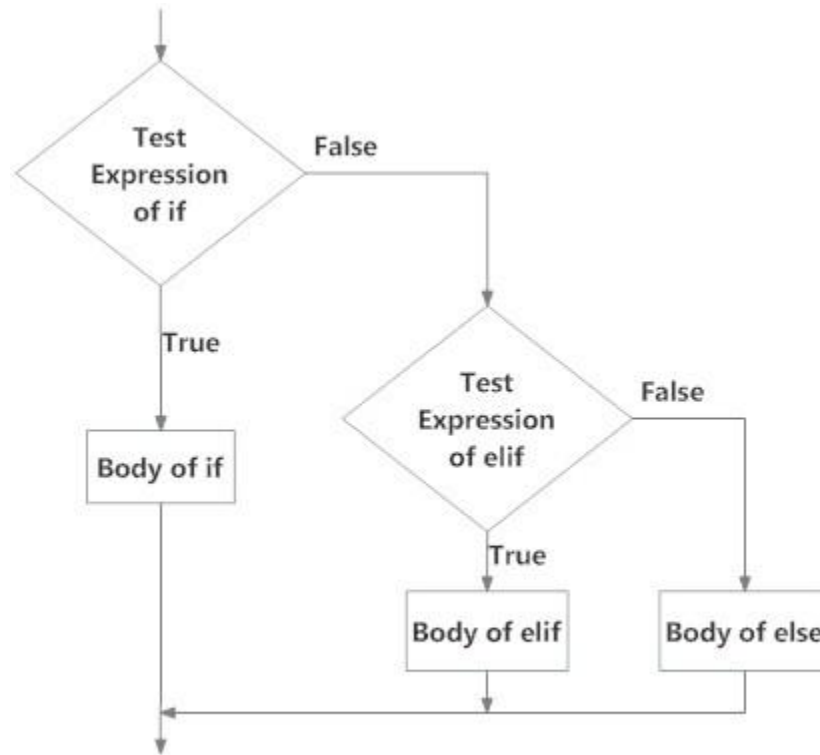 Test
Expression
of if
False
True
Test
Expression
of elif
False
Body of if
True
Body of elif
Body of else